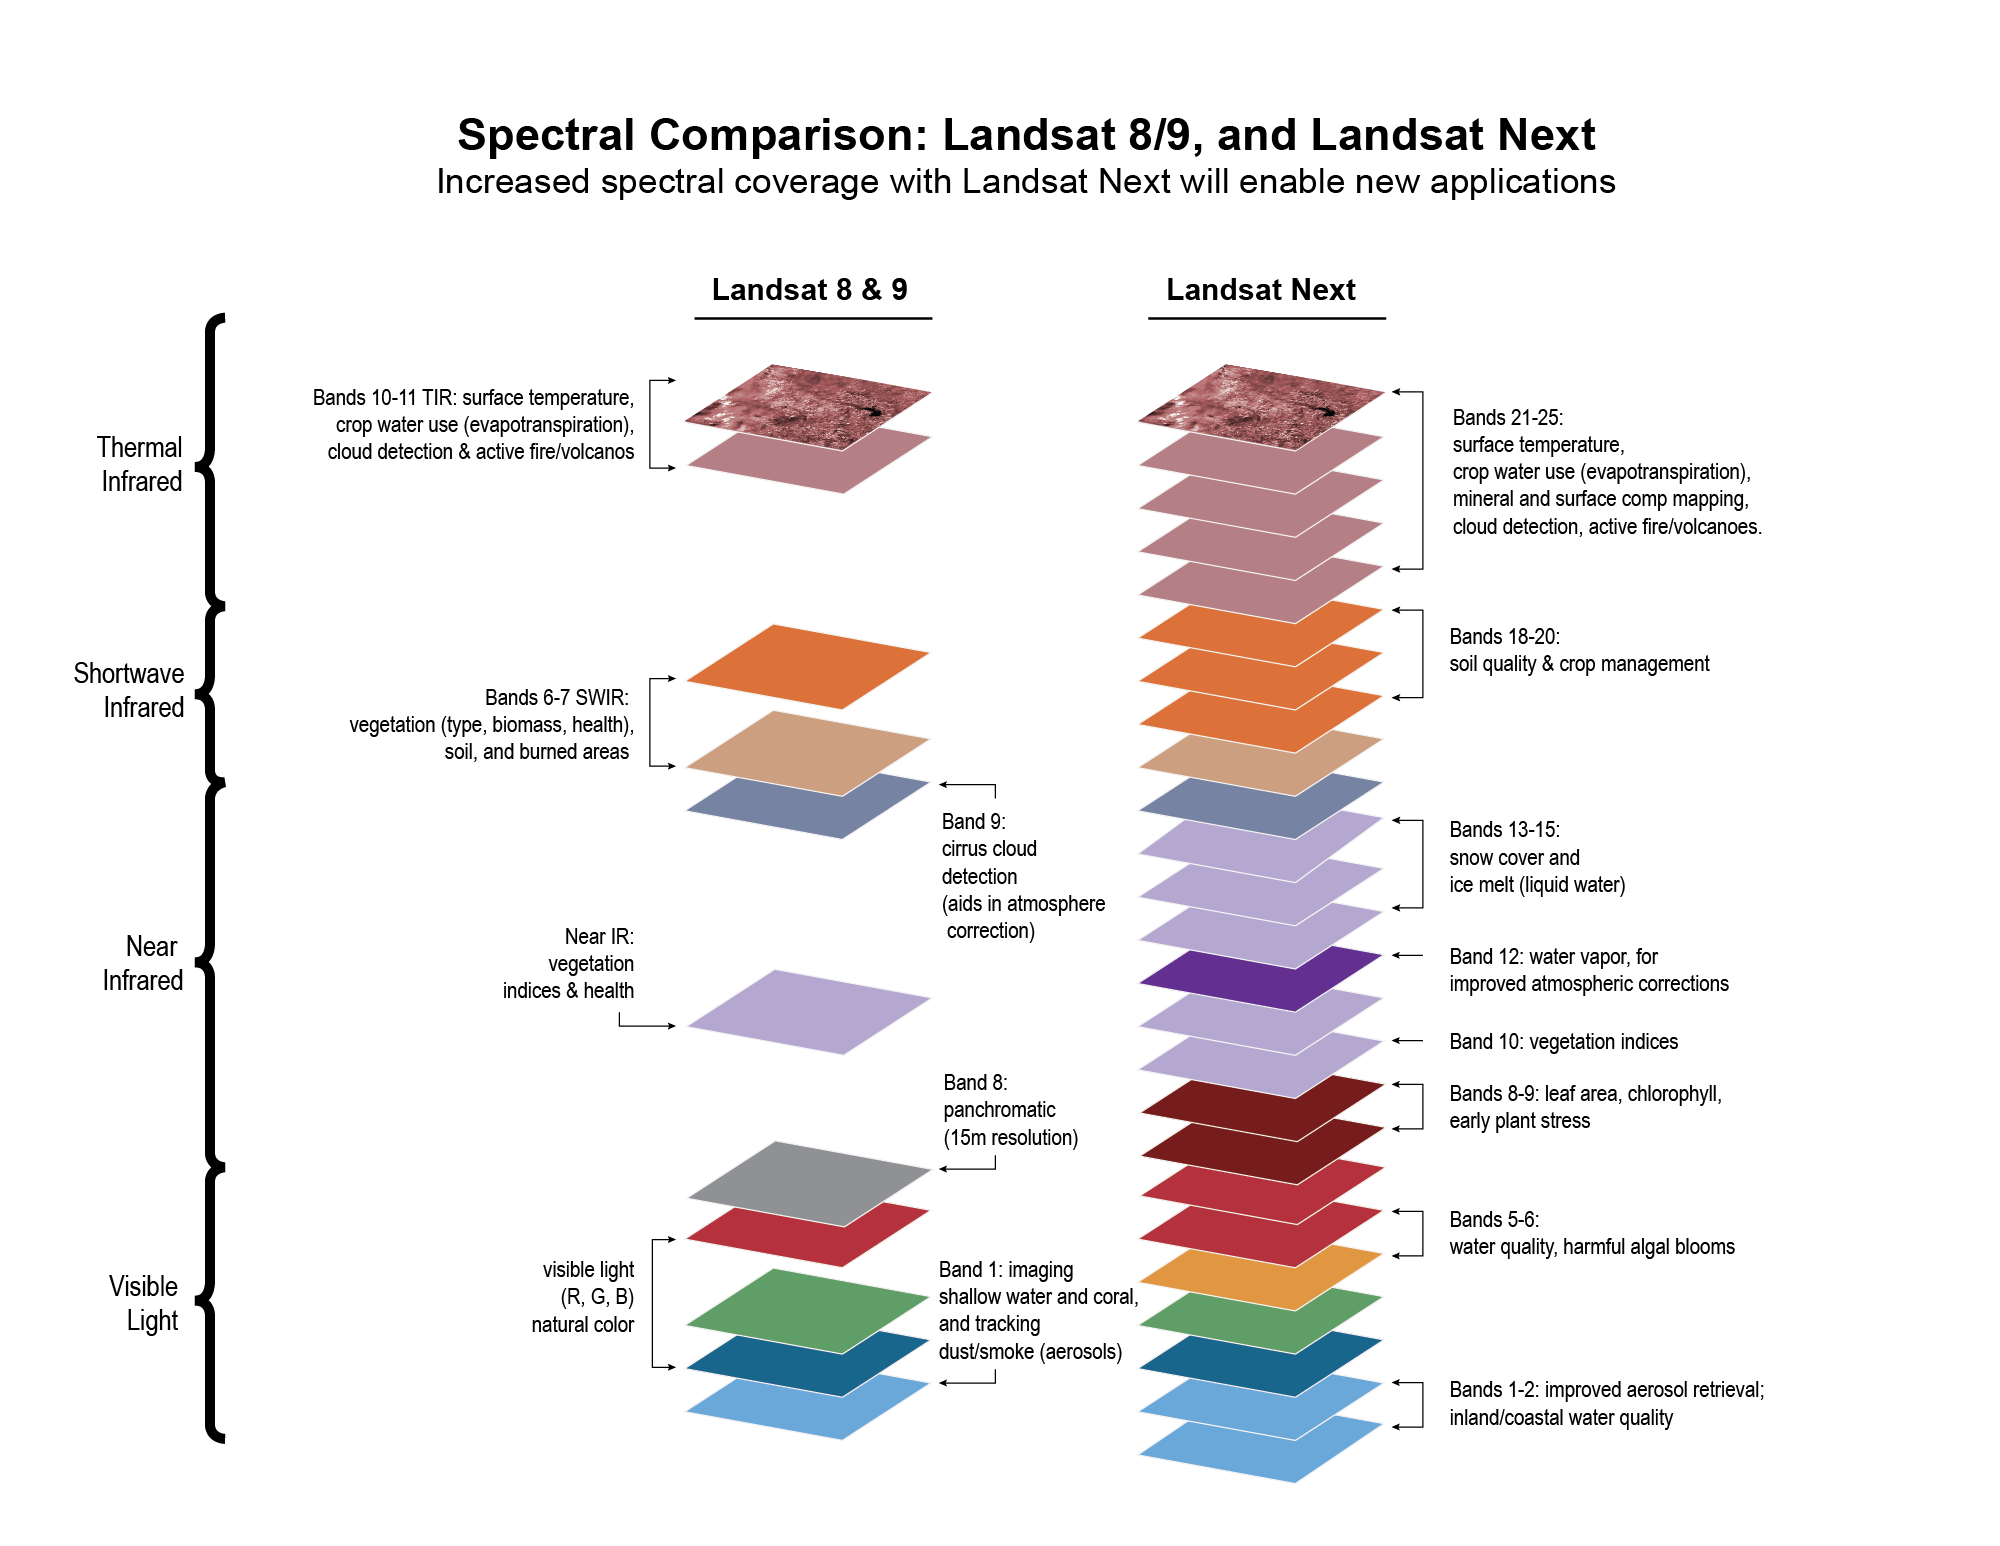 Spectral Comparison: Landsat 8/9, and Landsat Next
Increased spectral coverage with Landsat Next will enable new applications
Landsat 8 & 9
Landsat Next
Thermal
Infrared
Shortwave
Infrared
Near
Infrared
Visible
Light
Bands 10-11 TIR: surface temperature,
crop water use (evapotranspiration),
cloud detection & active fire/volcanos
Bands 6-7 SWIR:
vegetation (type, biomass, health),
soil, and burned areas
Band 9:
cirrus cloud
detection
(aids in atmosphere
correction)
Near IR:
vegetation
indices & health
Band 8:
panchromatic
(15m resolution)
visible light
(R, G, B)
natural color
Band 1: imaging
shallow water and coral,
and tracking
dust/smoke (aerosols)
Bands 21-25:
surface temperature,
crop water use (evapotranspiration),
mineral and surface comp mapping,
cloud detection, active fire/volcanoes.
Bands 18-20:
soil quality & crop management
Bands 13-15:
snow cover and
ice melt (liquid water)
Band 12: water vapor, for
improved atmospheric corrections
Band 10: vegetation indices
Bands 8-9: leaf area, chlorophyll,
early plant stress
Bands 5-6:
water quality, harmful algal blooms
Bands 1-2: improved aerosol retrieval;
inland/coastal water quality